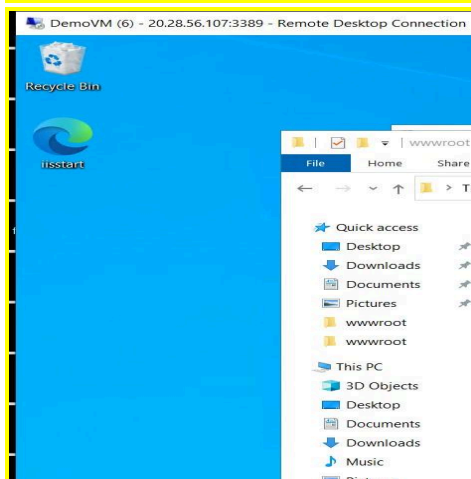 DemoVM (6) - 20.28.56.107:3389 - Remote Desktop Connection
Recycle Bin
iisstart
wwwroot
File Home Share
> T
Quick access
Desktop
Downloads
Documents
Pictures
wwwroot
wwwroot
This PC
3D Objects
Desktop
Documents
Downloads
Music
Pictures